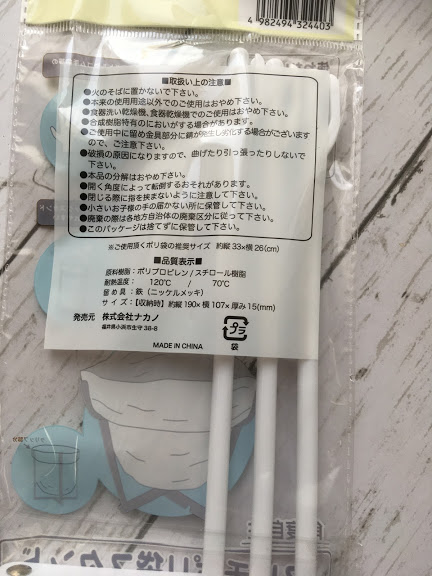 4 982494 324403
■取扱い上の注意■
●火のそばに置かないで下さい。
●本来の使用用途以外でのご使用はおやめ下さい。
●食器洗い乾燥機、食器乾燥機でのご使用はおやめ下さい。
●合成樹脂特有のにおいがする場合があります。
●ご使用中に留め金具部分に錆が発生し劣化する場合がございます
ので、ご注意下さい。
●破損の原因になりますので、曲げたり引っ張ったりしないで
下さい。
●本品の分解はおやめ下さい。
●開く角度によって転倒するおそれがあります。
●閉じる際に指を挟まないように注意して下さい。
●小さいお子様の手の届かない所に保管して下さい。
●廃棄の際は各地方自治体の廃棄区分に従って下さい。
●このパッケージは捨てずに保管して下さい。
※ご使用頂くポリ袋の推奨サイズ 約縦 33×横 26(cm)
■品質表示■
原料樹脂:ポリプロピレン/スチロール樹脂
耐熱温度: 120℃ / 70℃
留め具:鉄(ニッケルメッキ)
サイズ:【収納時】約縦190×横107×厚み15(mm)
発売元 株式会社ナカノ
福井県小浜市生守 38-8
MADE IN CHINA
プラ
袋